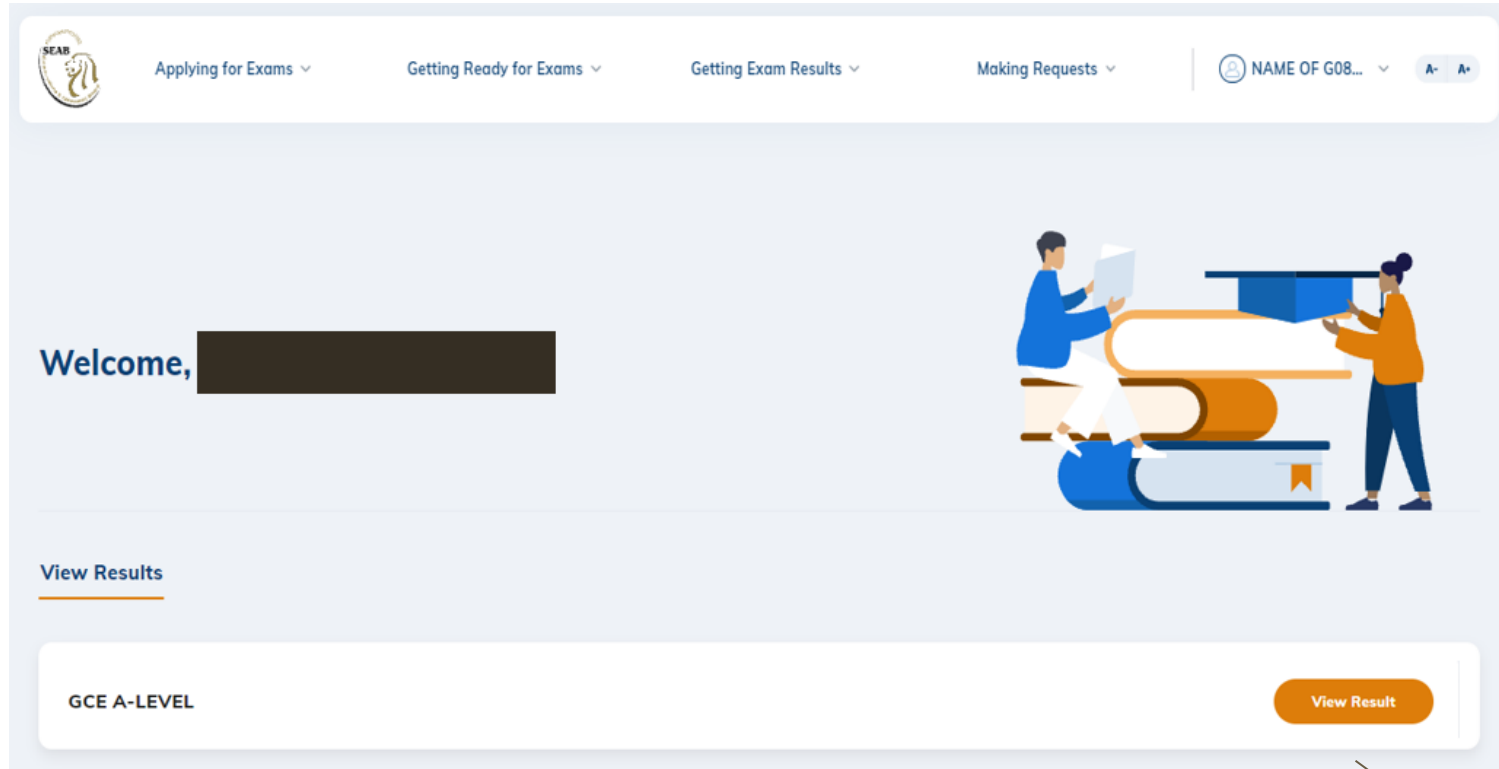 SEAB
Applying for Exams
Getting Ready for Exams
Getting Exam Results
Making Requests
NAME OF G08...
A- A+
Welcome,
View Results
GCE A-LEVEL
View Result